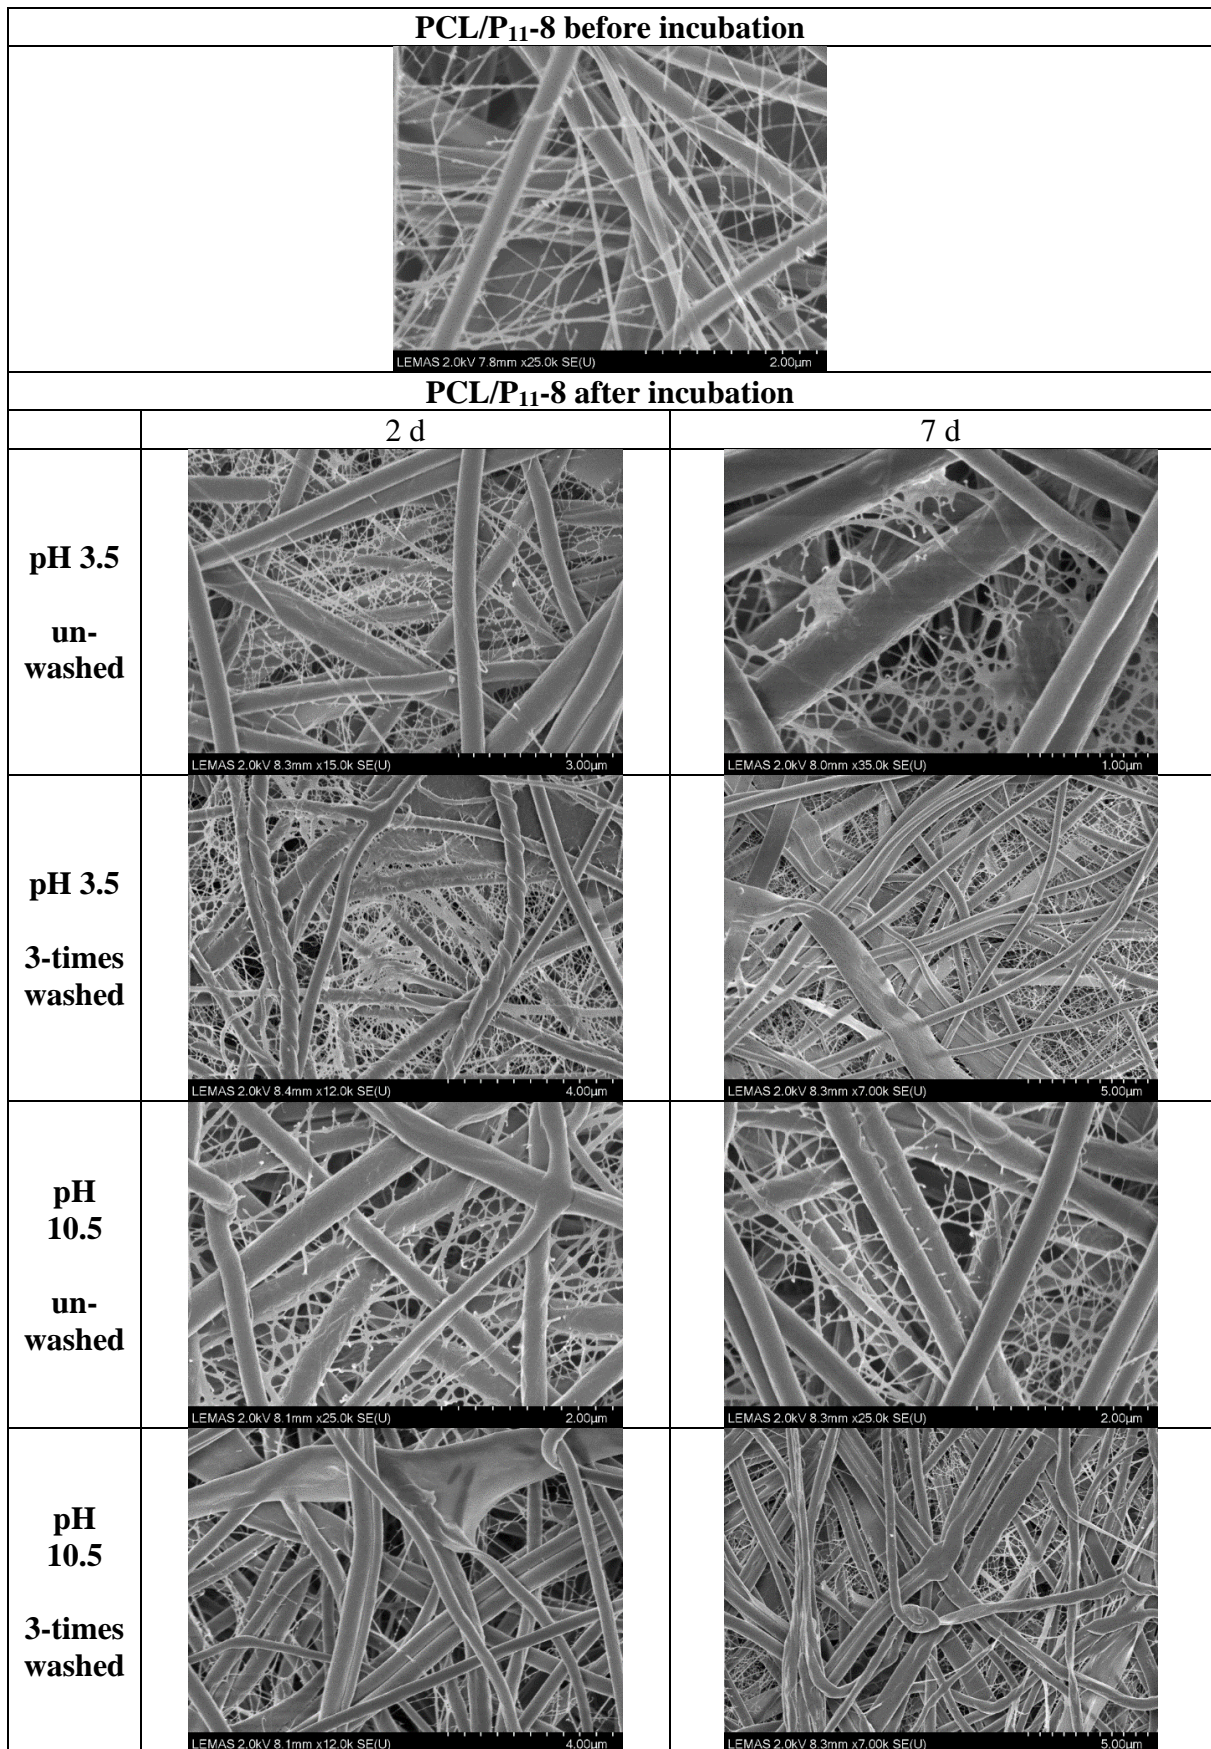 PCL/P₁₁-8 before incubation
LEMAS 2.0kV 7.8mm x25.0k SE(U) 2.00µm
PCL/P₁₁-8 after incubation
2 d 7 d
pH 3.5
un-
washed
LEMAS 2.0kV 8.3mm x15.0k SE(U) 3.00µm
LEMAS 2.0kV 8.0mm x35.0k SE(U) 1.00µm
pH 3.5
3-times
washed
LEMAS 2.0kV 8.4mm x12.0k SE(U) 4.00µm
LEMAS 2.0kV 8.3mm x7.00k SE(U) 5.00µm
pH
10.5
un-
washed
LEMAS 2.0kV 8.1mm x25.0k SE(U) 2.00µm
LEMAS 2.0kV 8.3mm x25.0k SE(U) 2.00µm
pH
10.5
3-times
washed
LEMAS 2.0kV 8.1mm x12.0k SE(U) 4.00µm
LEMAS 2.0kV 8.3mm x7.00k SE(U) 5.00µm